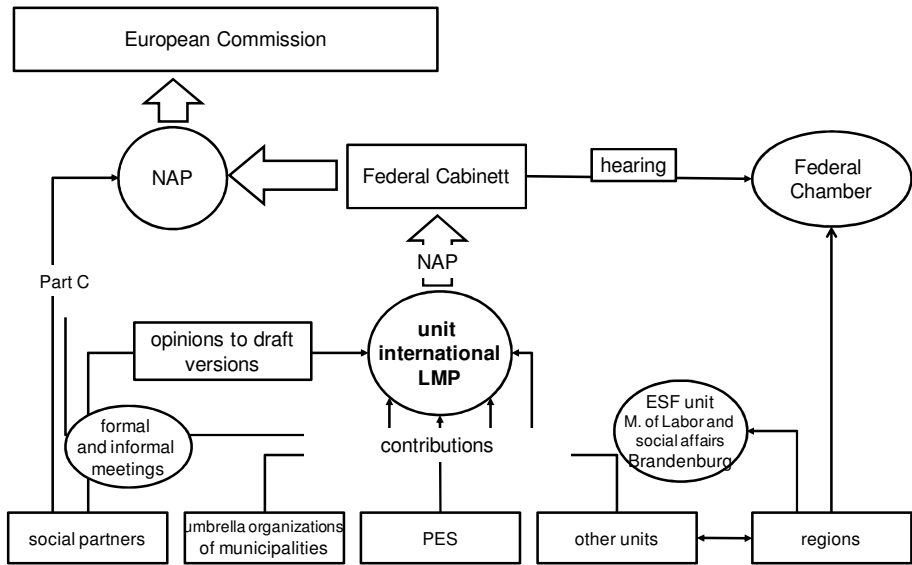 European Commission
NAP
Federal Cabinett
hearing
Federal
Chamber
NAP
Part C
unit
international
LMP
opinions to draft
versions
ESF unit
M. of Labor and
social affairs
Brandenburg
formal
and informal
meetings
contributions
social partners
umbrella organizations
of municipalities
PES
other units
regions